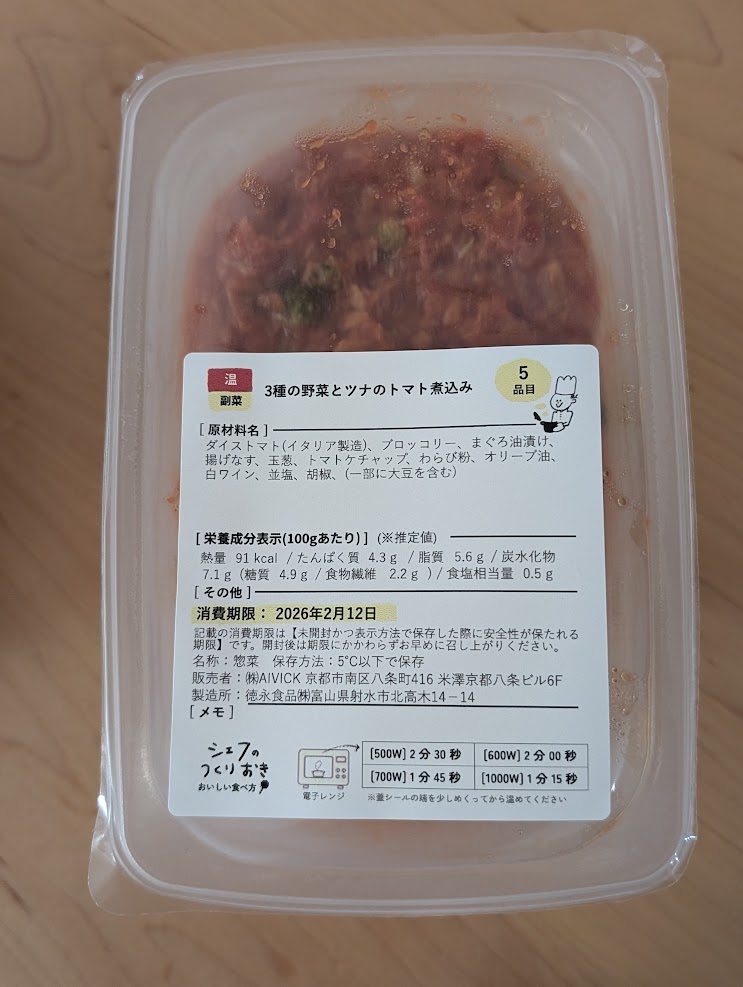 温
副菜
3種の野菜とツナのトマト煮込み
5
品目
[ 原材料名 ]
ダイストマト(イタリア製造)、ブロッコリー、まぐろ油漬け、
揚げなす、玉葱、トマトケチャップ、わらび粉、オリーブ油、
白ワイン、並塩、胡椒、(一部に大豆を含む)
[ 栄養成分表示(100gあたり) ] (※推定値)
熱量 91 kcal / たんぱく質 4.3 g / 脂質 5.6 g / 炭水化物
7.1 g (糖質 4.9 g / 食物繊維 2.2 g ) / 食塩相当量 0.5 g
[ その他 ]
消費期限： 2026年2月12日
記載の消費期限は【未開封かつ表示方法で保存した際に安全性が保たれる
期限】です。開封後は期限にかかわらずお早めに召し上がりください。
名称：惣菜 保存方法：5°C以下で保存
販売者：㈱AIVICK 京都市南区八条町416 米澤京都八条ビル6F
製造所：徳永食品㈱富山県射水市北高木14－14
[ メモ ]
シェフの
つくりおき
おいしい食べ方
電子レンジ
[500W] 2 分 30 秒 [600W] 2 分 00 秒
[700W] 1 分 45 秒 [1000W] 1 分 15 秒
※蓋シールの端を少しめくってから温めてください